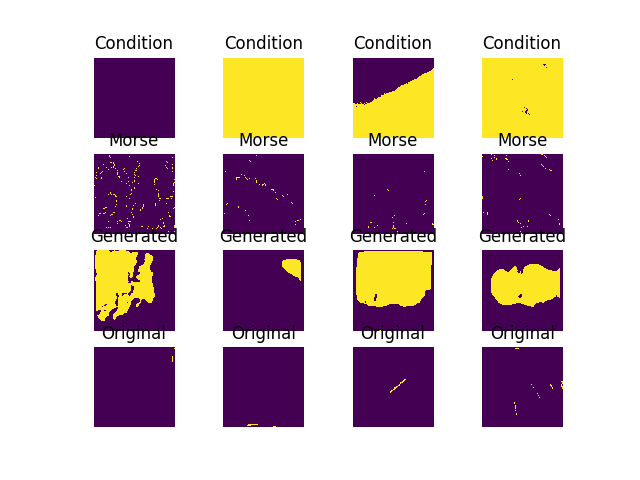 Condition Condition Condition Condition
Morse Morse Morse Morse
Generated Generated Generated Generated
Original Original Original Original